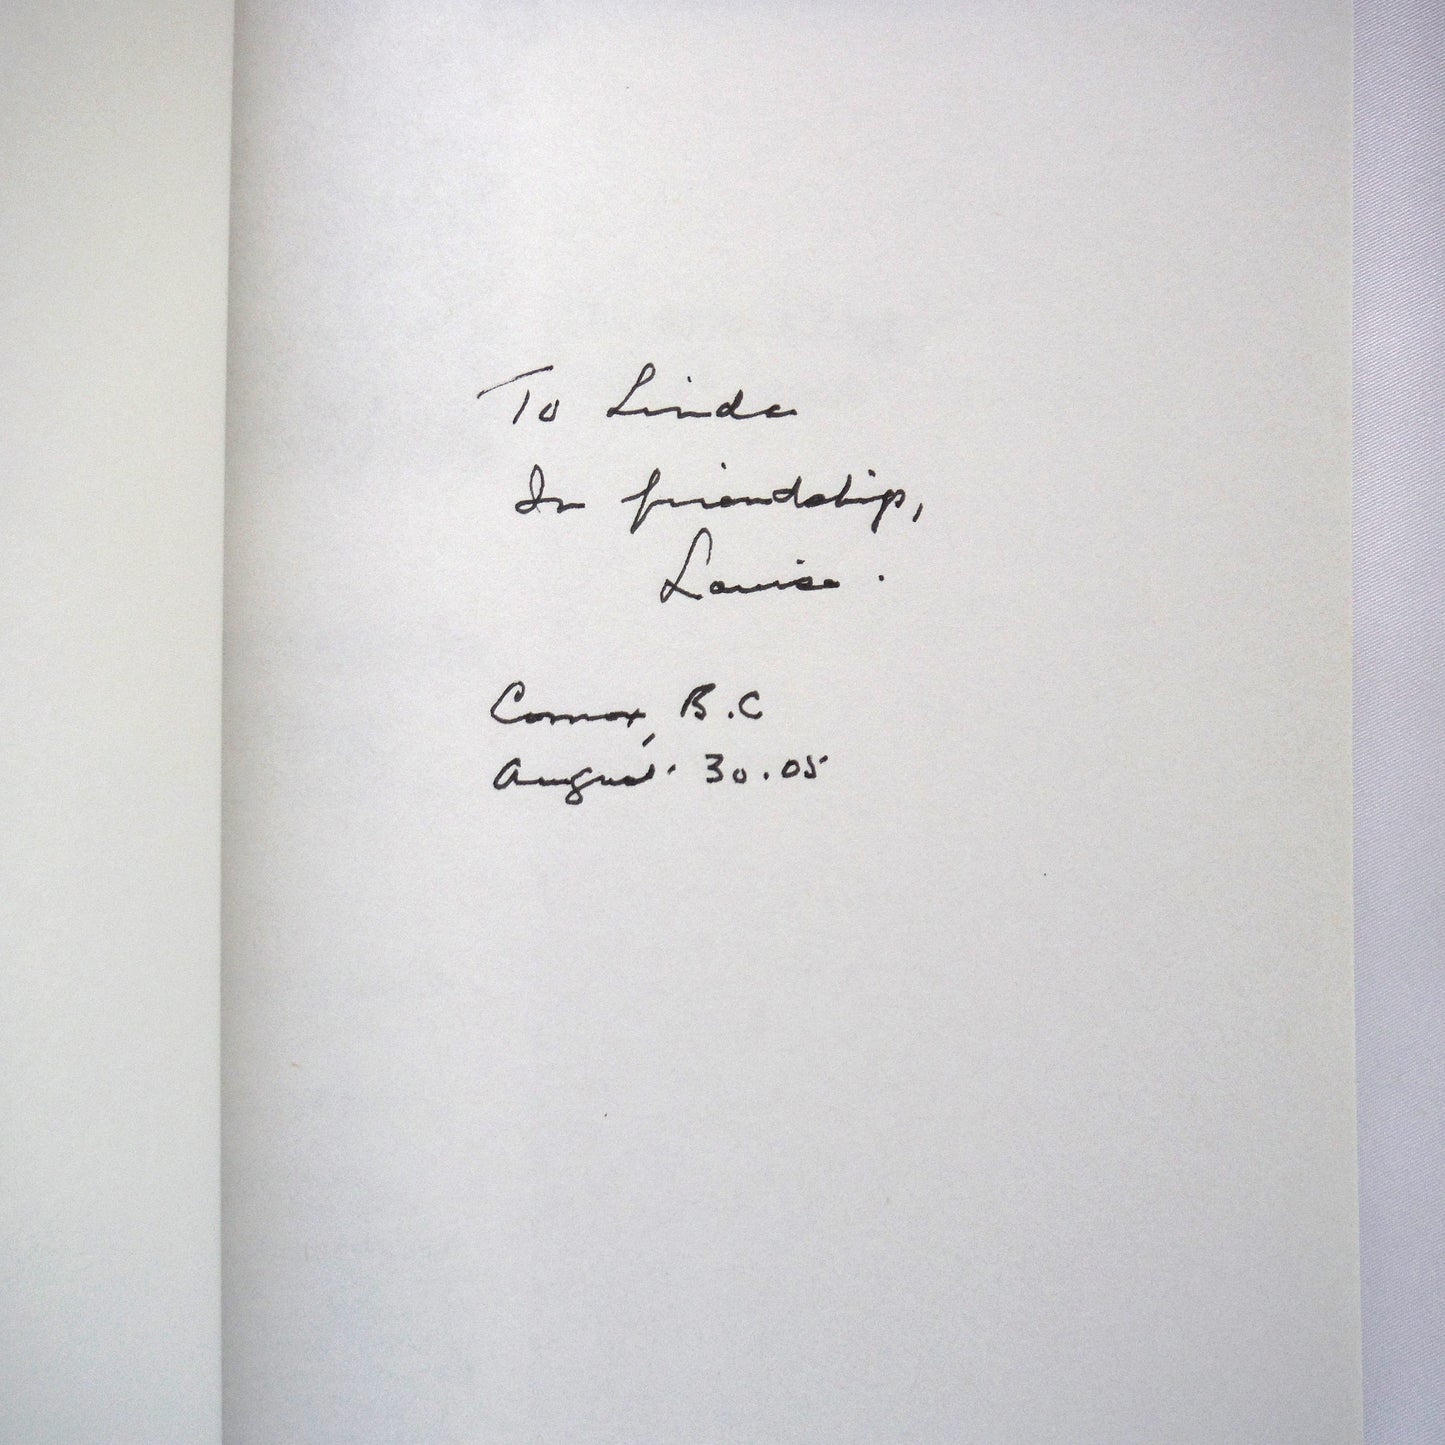 To Linda
In friendship,
Louise.
Comox, B.C
August 30.05